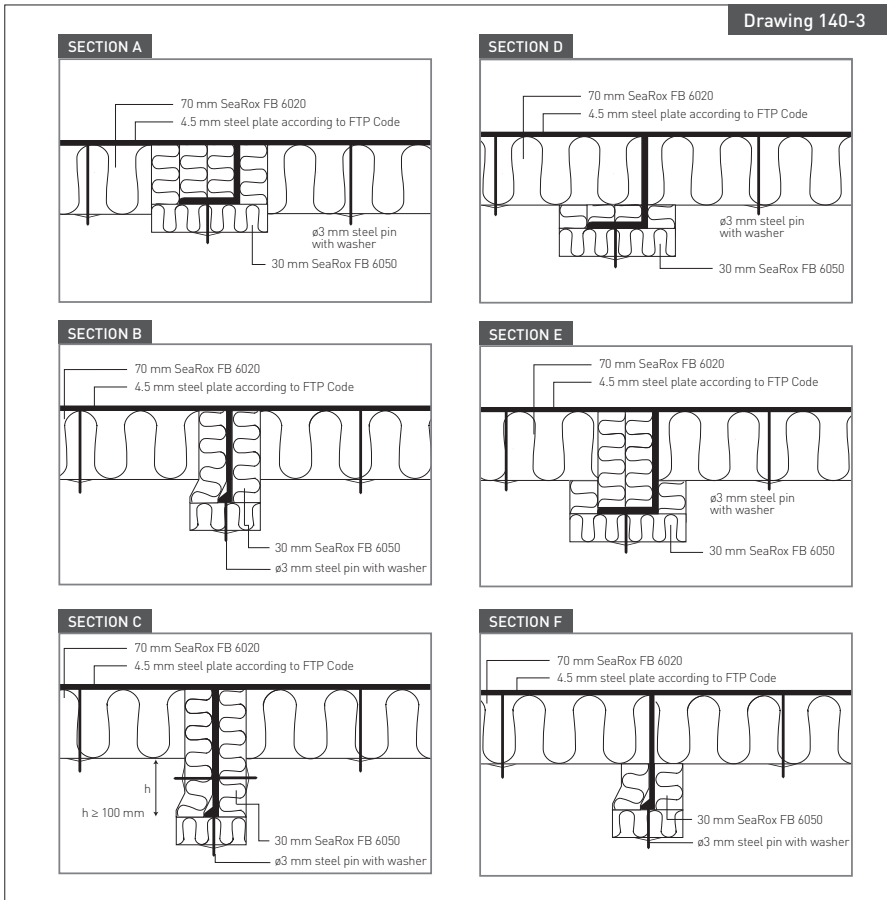 Drawing 140-3
SECTION A
70 mm SeaRox FB 6020
4.5 mm steel plate according to FTP Code
ø3 mm steel pin
with washer
30 mm SeaRox FB 6050
SECTION D
70 mm SeaRox FB 6020
4.5 mm steel plate according to FTP Code
ø3 mm steel pin
with washer
30 mm SeaRox FB 6050
SECTION B
70 mm SeaRox FB 6020
4.5 mm steel plate according to FTP Code
30 mm SeaRox FB 6050
ø3 mm steel pin with washer
SECTION E
70 mm SeaRox FB 6020
4.5 mm steel plate according to FTP Code
ø3 mm steel pin
with washer
30 mm SeaRox FB 6050
SECTION C
70 mm SeaRox FB 6020
4.5 mm steel plate according to FTP Code
h
h ≥ 100 mm
30 mm SeaRox FB 6050
ø3 mm steel pin with washer
SECTION F
70 mm SeaRox FB 6020
4.5 mm steel plate according to FTP Code
30 mm SeaRox FB 6050
ø3 mm steel pin with washer